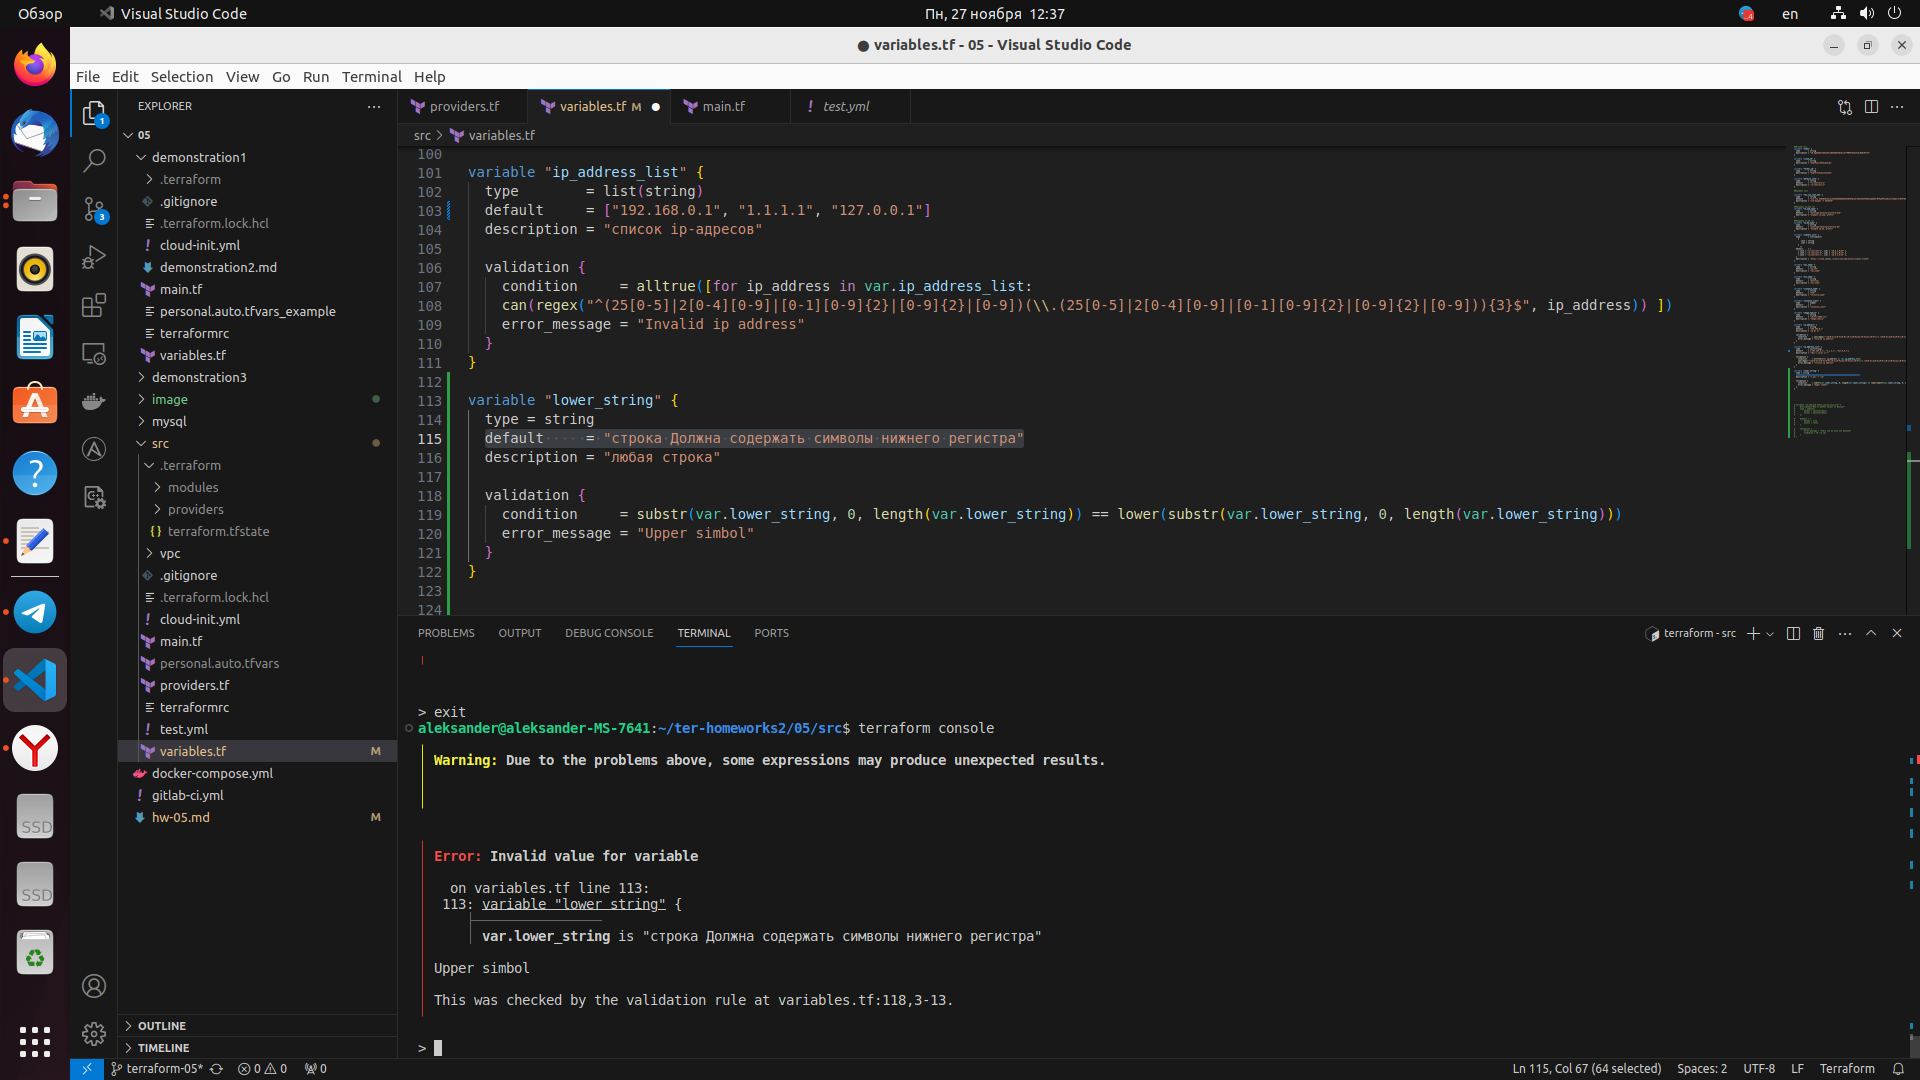 Обзор
Visual Studio Code
Пн, 27 ноября 12:37
en
variables.tf - 05 - Visual Studio Code
File Edit Selection View Go Run Terminal Help
EXPLORER
05
demonstration1
.terraform
.gitignore
.terraform.lock.hcl
cloud-init.yml
demonstration2.md
main.tf
personal.auto.tfvars_example
terraformrc
variables.tf
demonstration3
image
mysql
src
.terraform
modules
providers
terraform.tfstate
vpc
.gitignore
.terraform.lock.hcl
cloud-init.yml
main.tf
personal.auto.tfvars
providers.tf
terraformrc
test.yml
variables.tf M
docker-compose.yml
gitlab-ci.yml
hw-05.md M
OUTLINE
TIMELINE
1
3
SSD
SSD
providers.tf
variables.tf M
main.tf
test.yml
src > variables.tf
100
101 variable "ip_address_list" {
102 type = list(string)
103 default = ["192.168.0.1", "1.1.1.1", "127.0.0.1"]
104 description = "список ip-адресов"
105
106 validation {
107 condition = alltrue([for ip_address in var.ip_address_list:
108 can(regex("^(25[0-5]|2[0-4][0-9]|[0-1][0-9]{2}|[0-9]{2}|[0-9])(\\.(25[0-5]|2[0-4][0-9]|[0-1][0-9]{2}|[0-9]{2}|[0-9])){3}$", ip_address)) ])
109 error_message = "Invalid ip address"
110 }
111 }
112
113 variable "lower_string" {
114 type = string
115 default = "строка Должна содержать символы нижнего регистра"
116 description = "любая строка"
117
118 validation {
119 condition = substr(var.lower_string, 0, length(var.lower_string)) == lower(substr(var.lower_string, 0, length(var.lower_string)))
120 error_message = "Upper simbol"
121 }
122 }
123
124
PROBLEMS OUTPUT DEBUG CONSOLE TERMINAL PORTS
terraform - src
> exit
aleksander@aleksander-MS-7641:~/ter-homeworks2/05/src$ terraform console
Warning: Due to the problems above, some expressions may produce unexpected results.
Error: Invalid value for variable
on variables.tf line 113:
113: variable "lower_string" {
var.lower_string is "строка Должна содержать символы нижнего регистра"
Upper simbol
This was checked by the validation rule at variables.tf:118,3-13.
>
terraform-05* 0 0 0
Ln 115, Col 67 (64 selected) Spaces: 2 UTF-8 LF Terraform